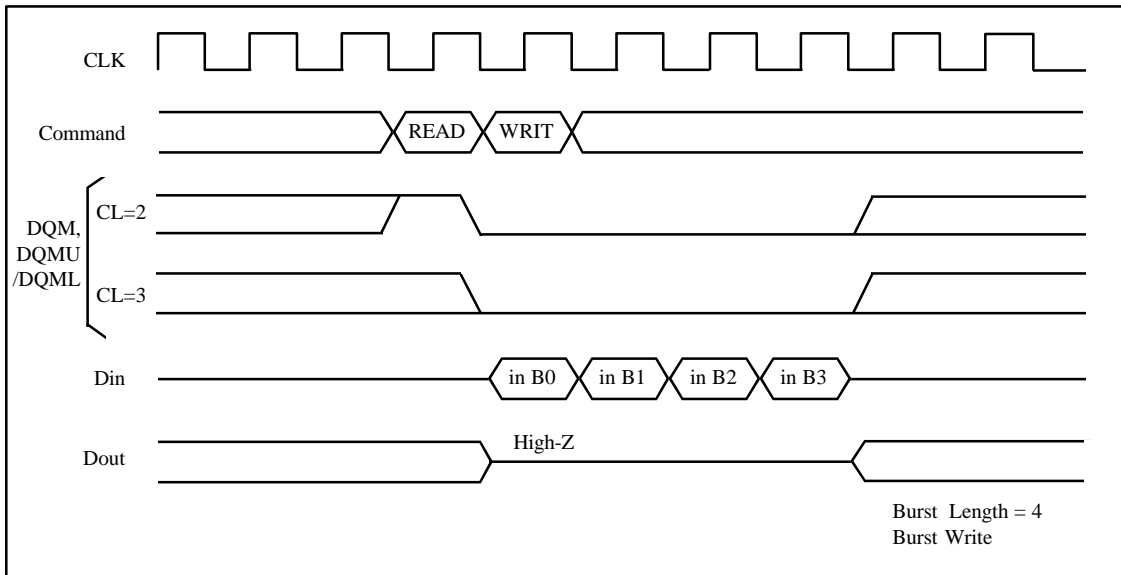 CLK
Command
READ
WRIT
DQM,
DQMU
/DQML
CL=2
CL=3
Din
in B0
in B1
in B2
in B3
Dout
High-Z
Burst Length = 4
Burst Write